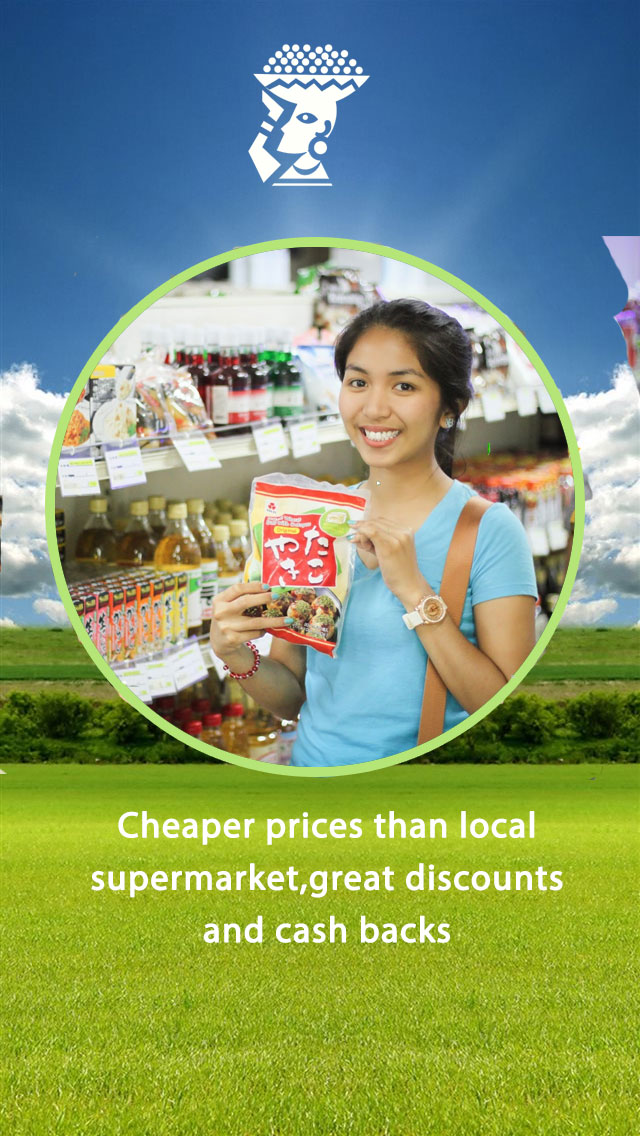 たこ
やき
Cheaper prices than local
supermarket,great discounts
and cash backs